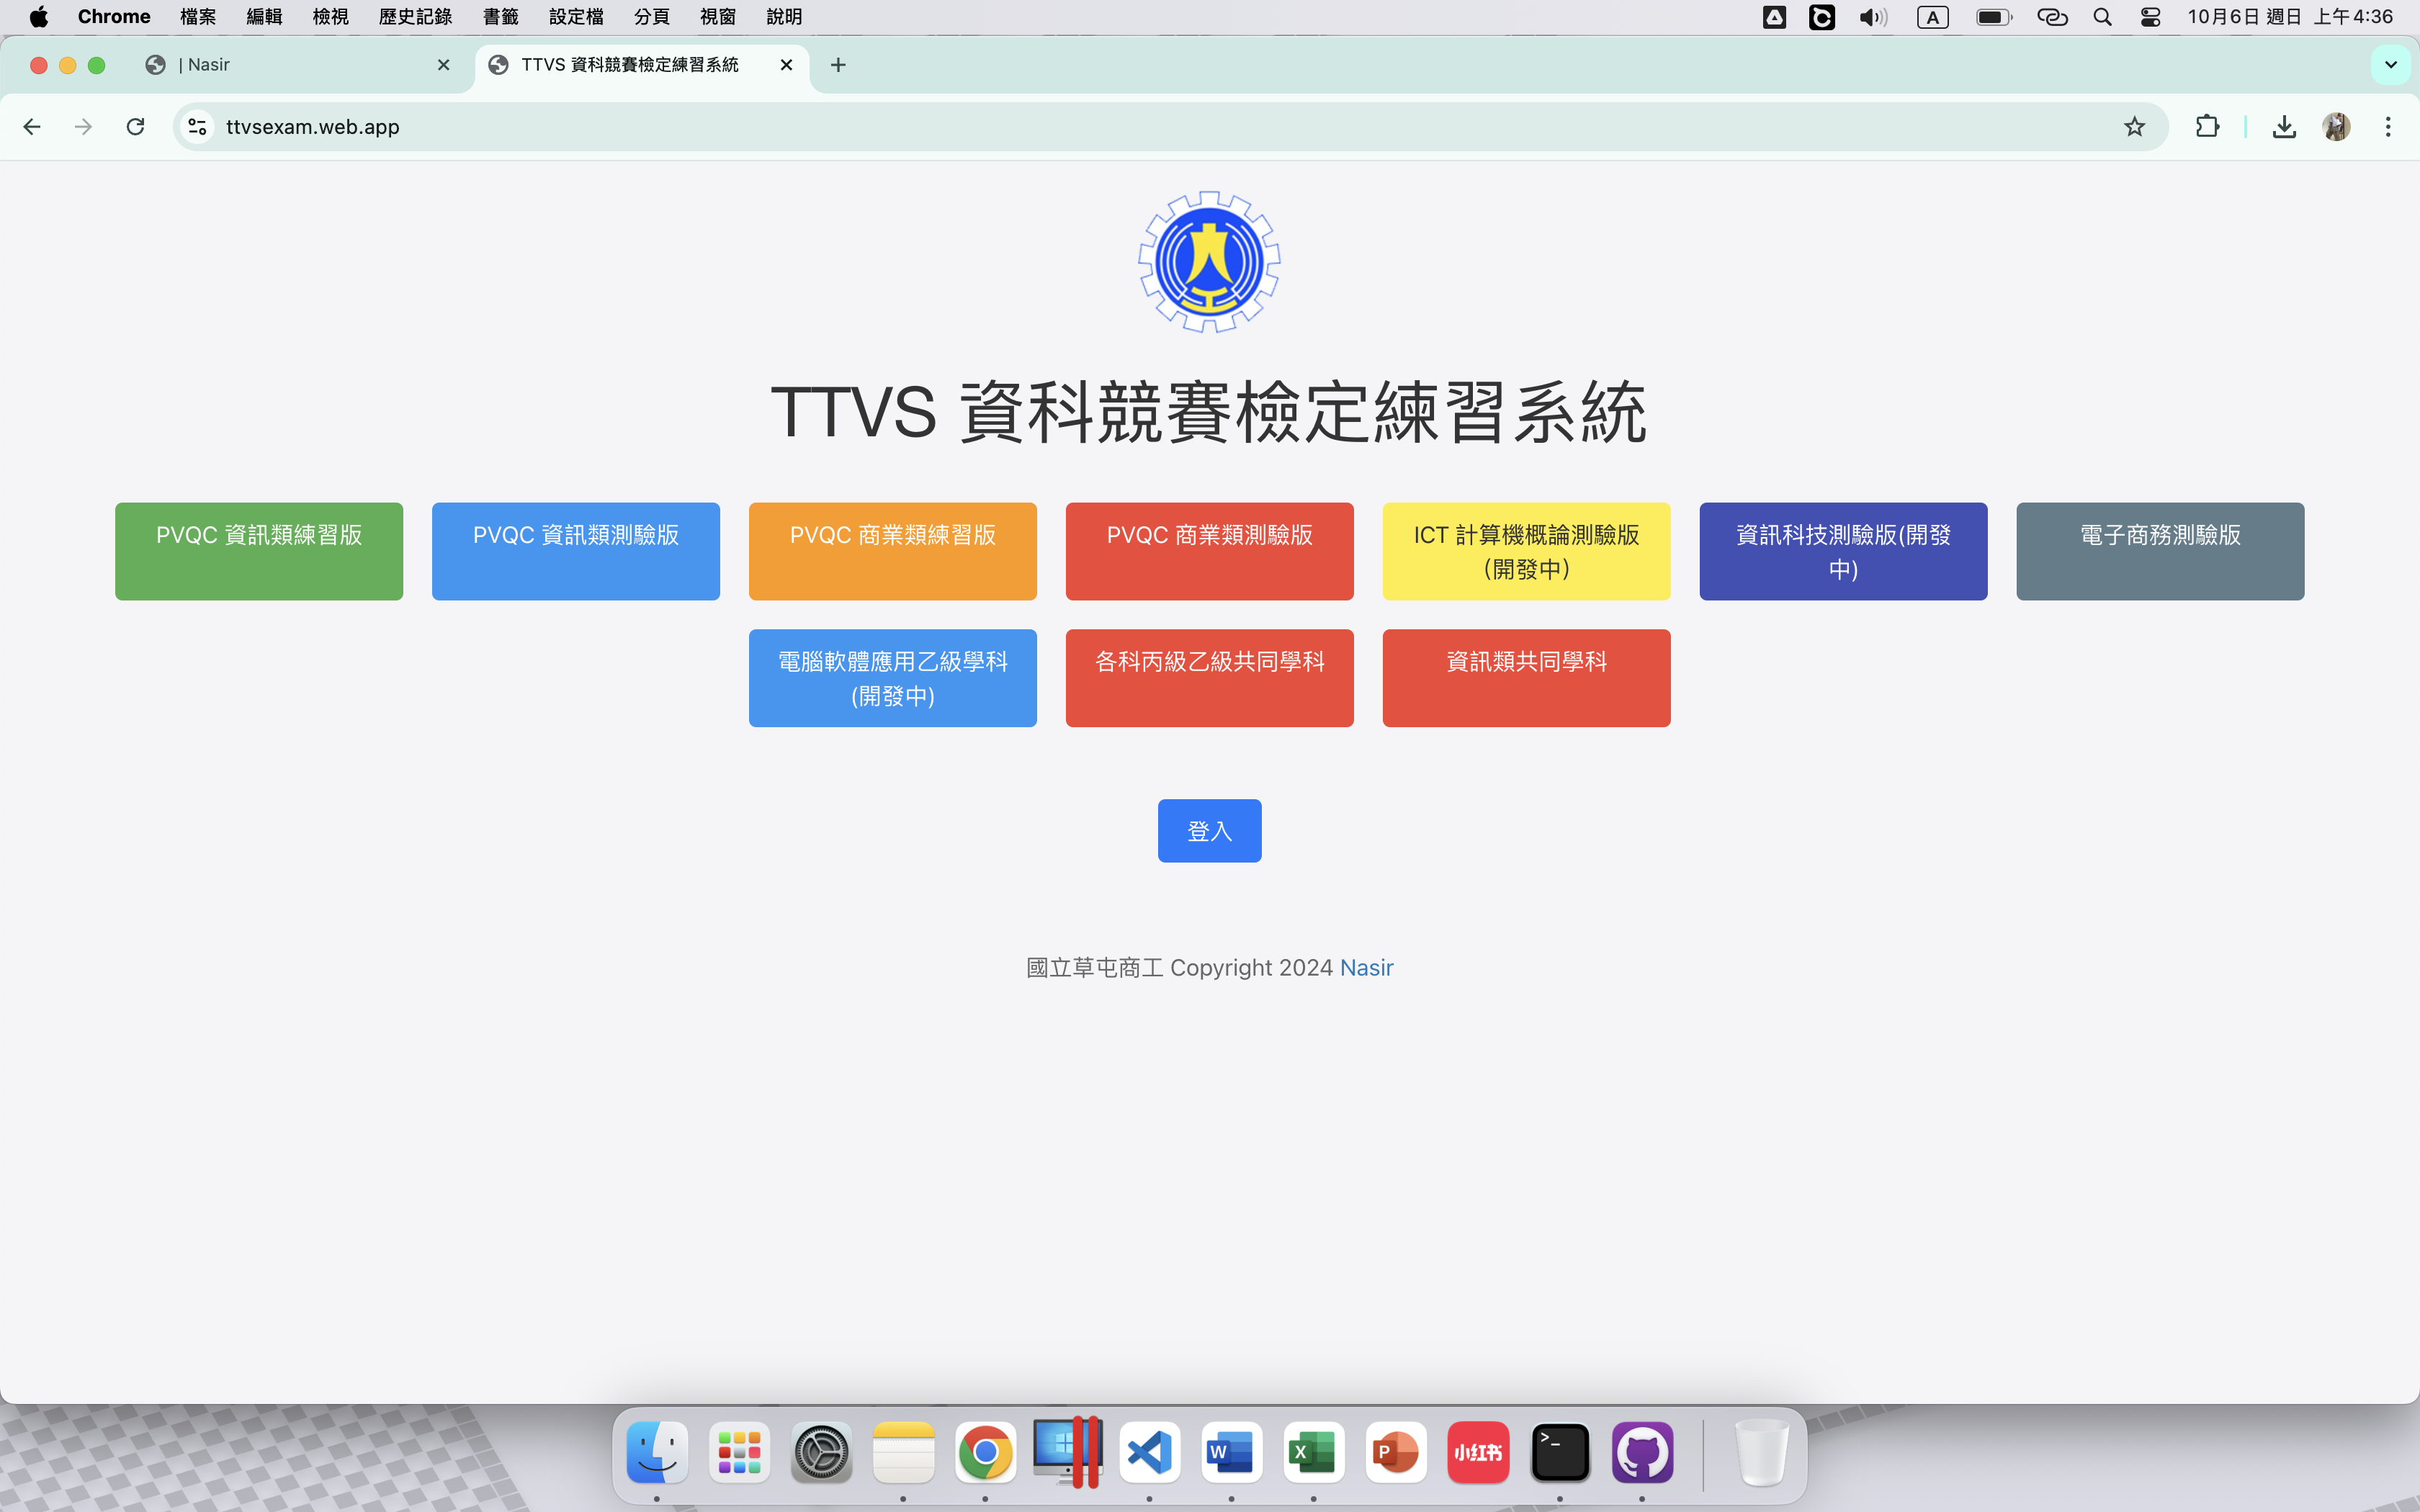 Chrome 檔案 編輯 檢視 歷史記錄 書籤 設定檔 分頁 視窗 說明 A 10月6日 週日 上午4:36
| Nasir TTVS 資科競賽檢定練習系統
ttvsexam.web.app
TTVS 資科競賽檢定練習系統
PVQC 資訊類練習版
PVQC 資訊類測驗版
PVQC 商業類練習版
PVQC 商業類測驗版
ICT 計算機概論測驗版
(開發中)
資訊科技測驗版(開發
中)
電子商務測驗版
電腦軟體應用乙級學科
(開發中)
各科丙級乙級共同學科
資訊類共同學科
登入
國立草屯商工 Copyright 2024 Nasir
W X P 小红书 >_